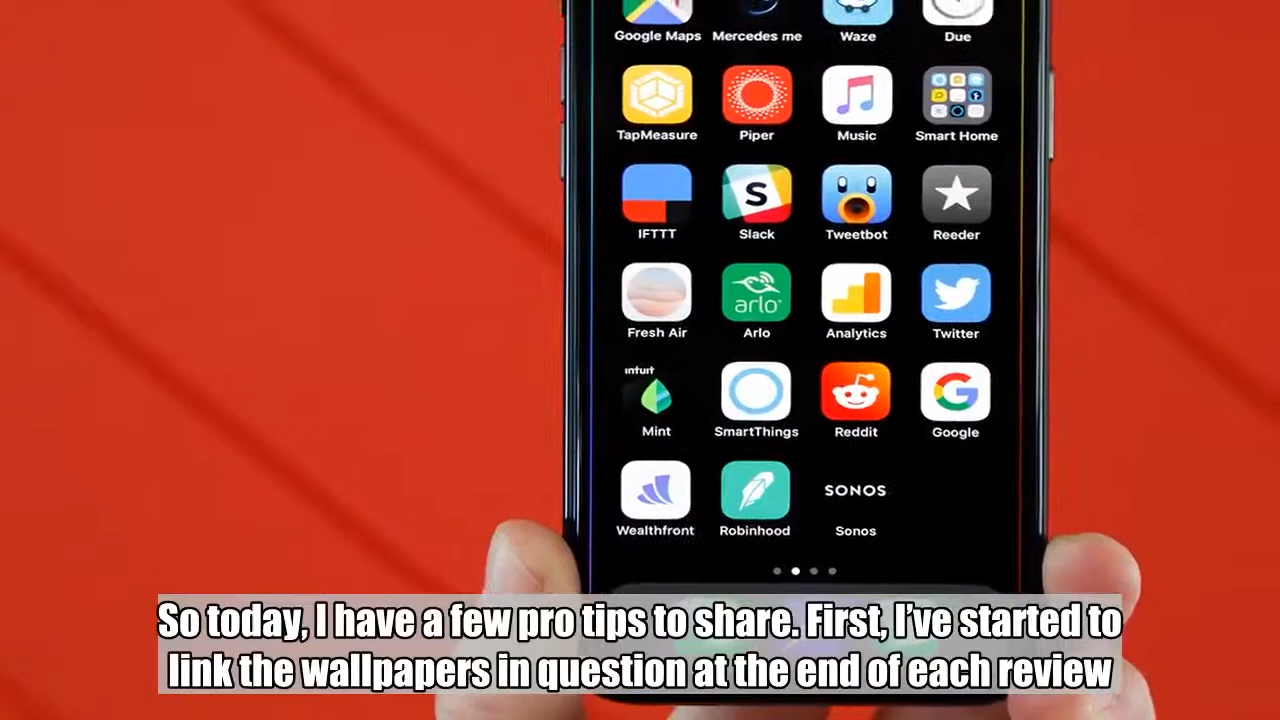 Google Maps Mercedes me Waze Due
TapMeasure Piper Music Smart Home
S
IFTTT Slack Tweetbot Reeder
arlo
Fresh Air Arlo Analytics Twitter
intuit
G
Mint SmartThings Reddit Google
SONOS
Wealthfront Robinhood Sonos
So today, I have a few pro tips to share. First, I've started to
link the wallpapers in question at the end of each review